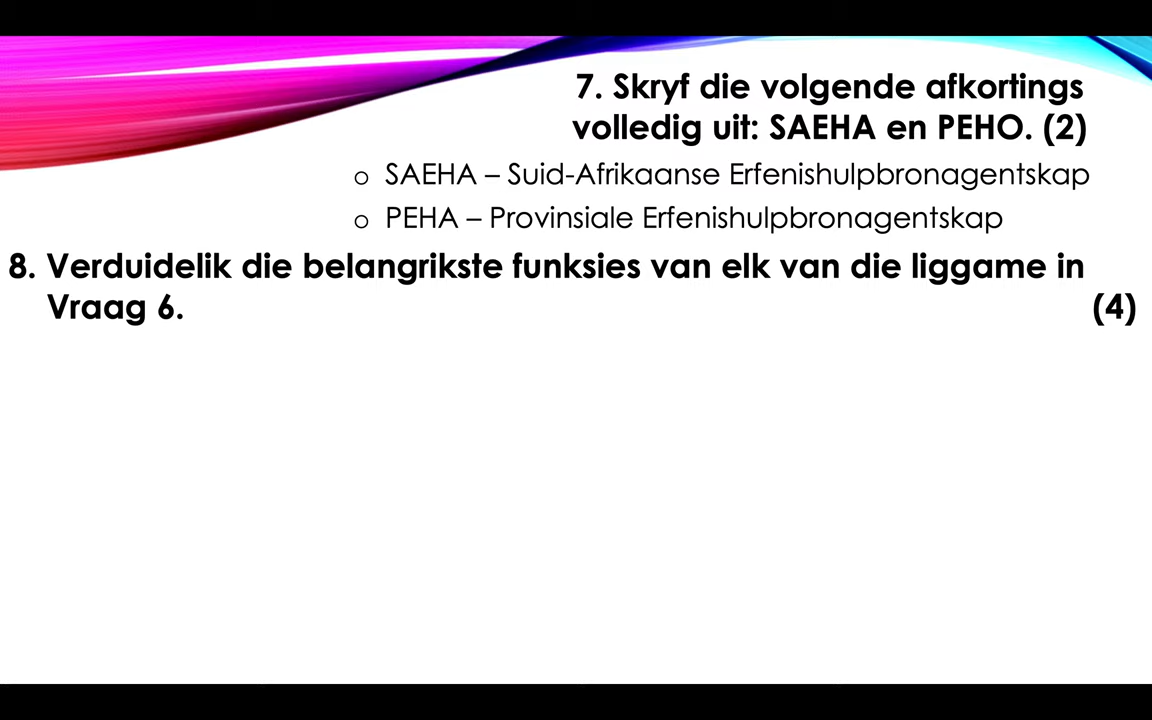 7. Skryf die volgende afkortings
volledig uit: SAEHA en PEHO. (2)
o SAEHA – Suid-Afrikaanse Erfenishulpbronagentskap
o PEHA – Provinsiale Erfenishulpbronagentskap
8. Verduidelik die belangrikste funksies van elk van die liggame in
Vraag 6. (4)